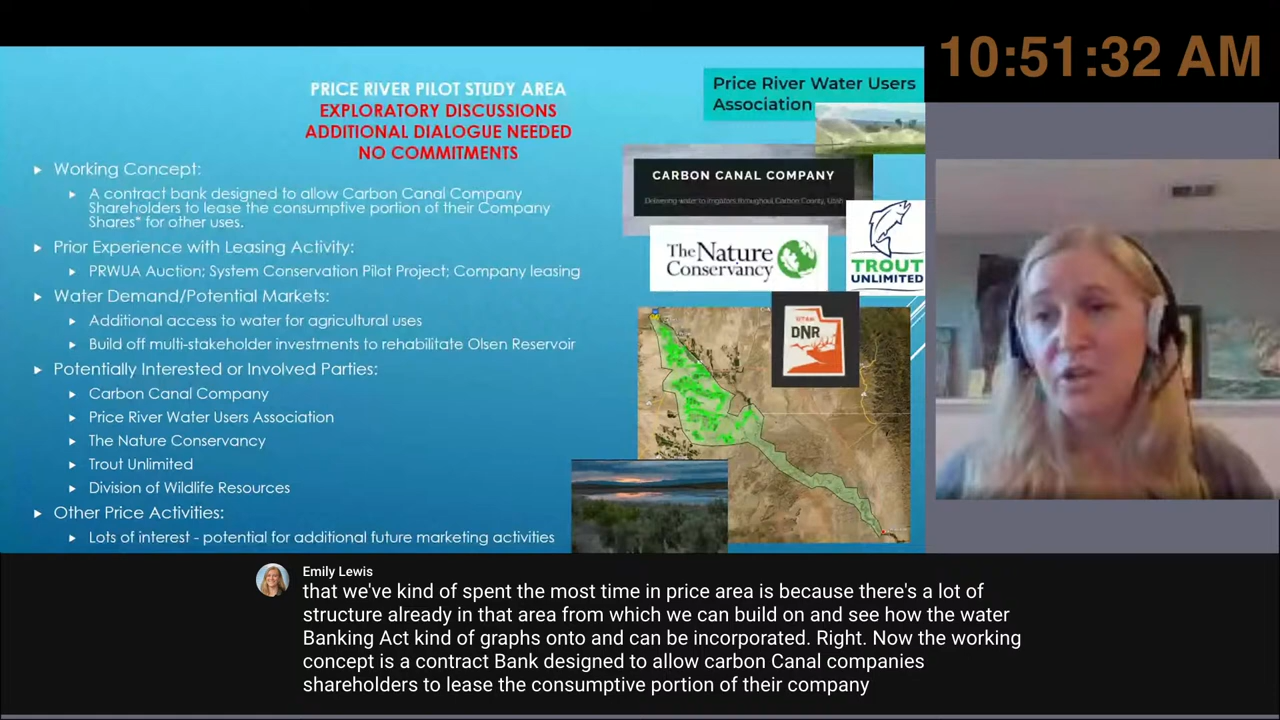 10:51:32 AM
PRICE RIVER PILOT STUDY AREA
EXPLORATORY DISCUSSIONS
ADDITIONAL DIALOGUE NEEDED
NO COMMITMENTS
Working Concept:
A contract bank designed to allow Carbon Canal Company
Shareholders to lease the consumptive portion of their Company
Shares* for other uses.
Prior Experience with Leasing Activity:
PRWUA Auction; System Conservation Pilot Project; Company leasing
Water Demand/Potential Markets:
Additional access to water for agricultural uses
Build off multi-stakeholder investments to rehabilitate Olsen Reservoir
Potentially Interested or Involved Parties:
Carbon Canal Company
Price River Water Users Association
The Nature Conservancy
Trout Unlimited
Division of Wildlife Resources
Other Price Activities:
Lots of interest - potential for additional future marketing activities
Price River Water Users
Association
CARBON CANAL COMPANY
Delivering water to irrigators throughout Carbon County, Utah
The Nature
Conservancy
TROUT
UNLIMITED
UTAH
DNR
Emily Lewis
that we've kind of spent the most time in price area is because there's a lot of
structure already in that area from which we can build on and see how the water
Banking Act kind of graphs onto and can be incorporated. Right. Now the working
concept is a contract Bank designed to allow carbon Canal companies
shareholders to lease the consumptive portion of their company